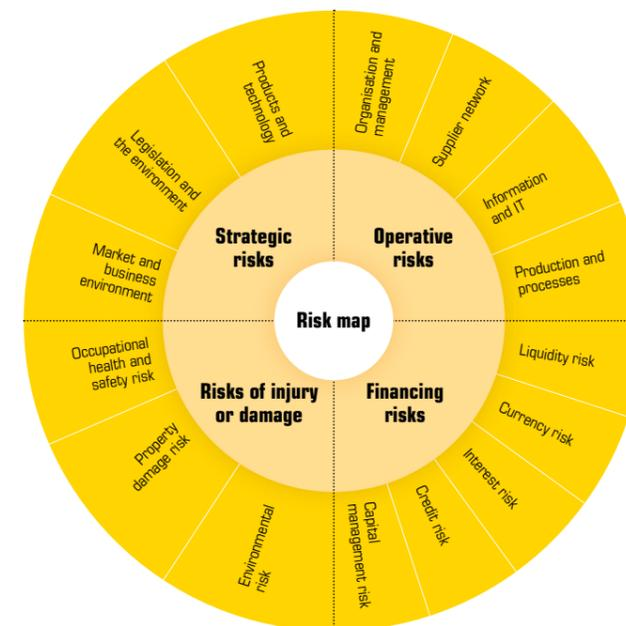 Risk map
Strategic
risks
Market and
business
environment
Legislation and
the environment
Products and
technology
Operative
risks
Organisation and
management
Supplier network
Information
and IT
Production and
processes
Financing
risks
Liquidity risk
Currency risk
Interest risk
Credit risk
Capital
management risk
Risks of injury
or damage
Environmental
risk
Property
damage risk
Occupational
health and
safety risk